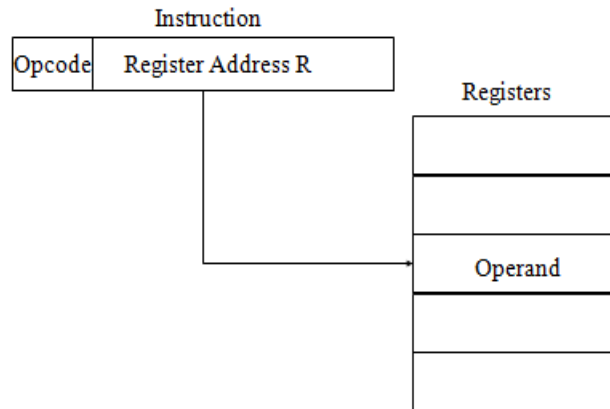 Instruction
Opcode
Register Address R
Registers
Operand